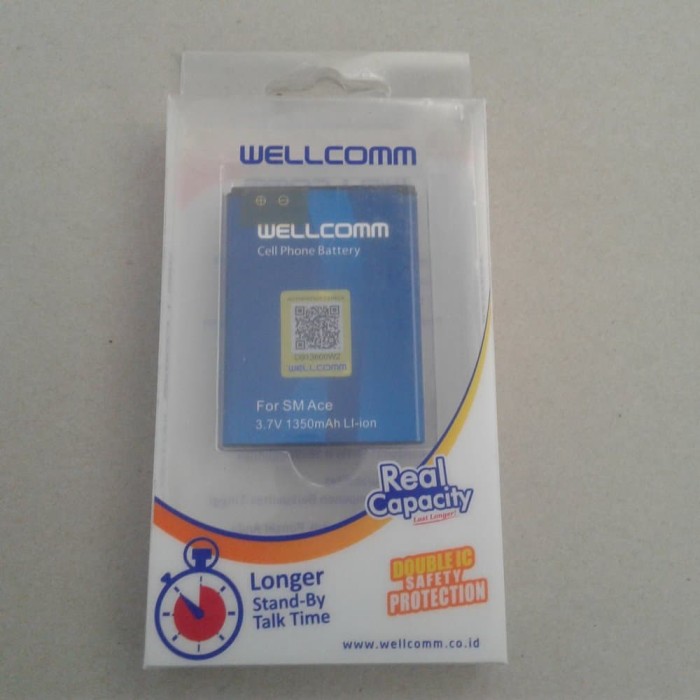 WELLCOMM
WELLCOMM
Cell Phone Battery
WELLCOMM
For SM Ace
3.7V 1350mAh LI-ion
Real
Capacity
Last Longer!
DOUBLE IC
SAFETY
PROTECTION
Longer
Stand-By
Talk Time
www.wellcomm.co.id